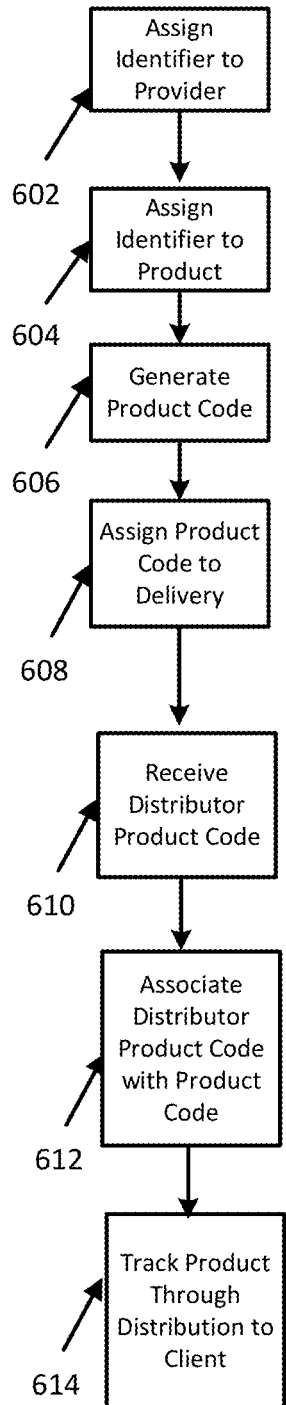 Assign
Identifier to
Provider
602
Assign
Identifier to
Product
604
Generate
Product Code
606
Assign Product
Code to
Delivery
608
Receive
Distributor
Product Code
610
Associate
Distributor
Product Code
with Product
Code
612
Track Product
Through
Distribution to
Client
614